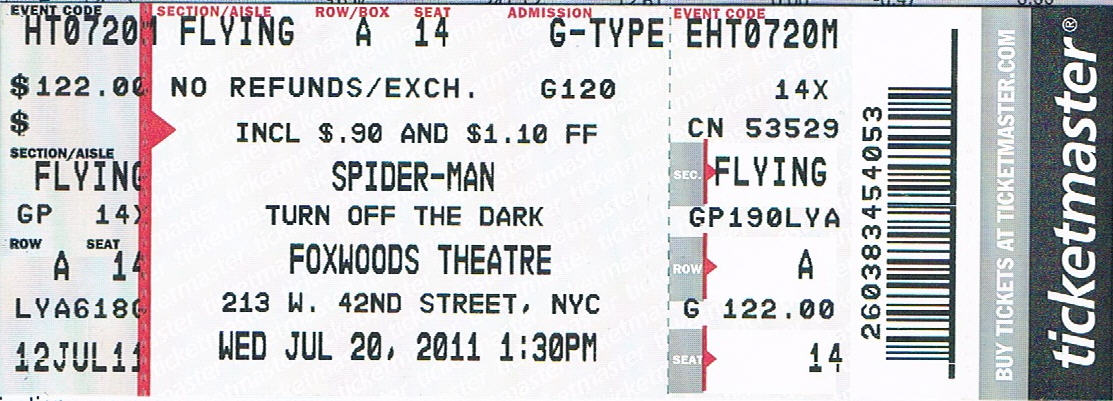 EVENT CODE
HT0720M
$122.00
$
SECTION/AISLE
FLYING
GP 14X
ROW SEAT
A 14
LYA618
12JUL11
SECTION/AISLE ROW/BOX SEAT ADMISSION
FLYING A 14 G-TYPE
NO REFUNDS/EXCH. G120
INCL $.90 AND $1.10 FF
SPIDER-MAN
TURN OFF THE DARK
FOXWOODS THEATRE
213 W. 42ND STREET, NYC
WED JUL 20, 2011 1:30PM
EVENT CODE
EHT0720M
14X
CN 53529
SEC. FLYING
GP190LYA
ROW A
G 122.00
SEAT 14
260383454053
BUY TICKETS AT TICKETMASTER.COM
ticketmaster®